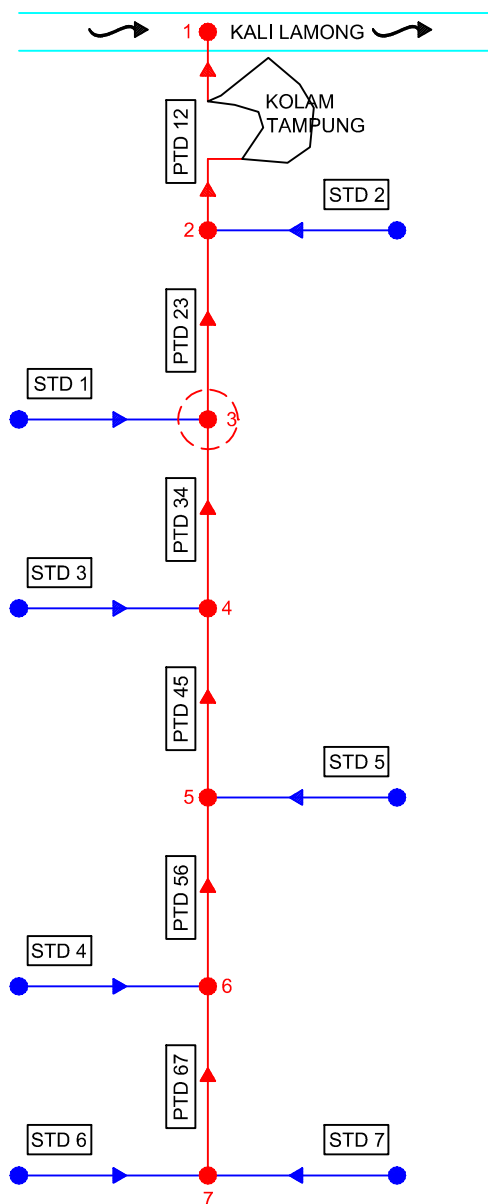 1
KALI LAMONG
KOLAM
TAMPUNG
PTD 12
STD 2
2
PTD 23
STD 1
3
PTD 34
STD 3
4
PTD 45
STD 5
5
PTD 56
STD 4
6
PTD 67
STD 6
STD 7
7